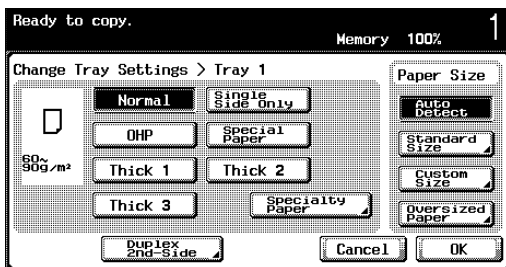 Ready to copy.
1
Memory 100%
Change Tray Settings > Tray 1
Paper Size
Normal
Single
Side Only
Auto
Detect
OHP
Special
Paper
Standard
Size
60~
90g/m²
Thick 1
Thick 2
Custom
Size
Thick 3
Specialty
Paper
Oversized
Paper
Duplex
2nd-Side
Cancel
OK